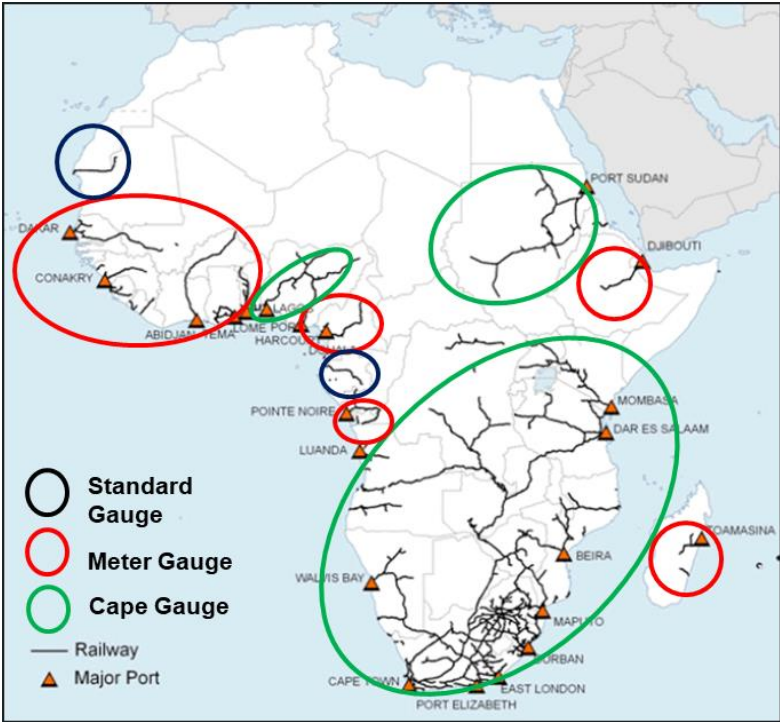 PORT SUDAN
DAKAR
DJIBOUTI
CONAKRY
LAGOS
ABIDJAN
TEMA
LOME
PORT
HARCOURT
DOUALA
POINTE NOIRE
MOMBASA
DAR ES SALAAM
LUANDA
Standard
Gauge
Meter Gauge
Cape Gauge
Railway
Major Port
TOAMASINA
BEIRA
WALVIS BAY
MAPUTO
DURBAN
CAPE TOWN
EAST LONDON
PORT ELIZABETH